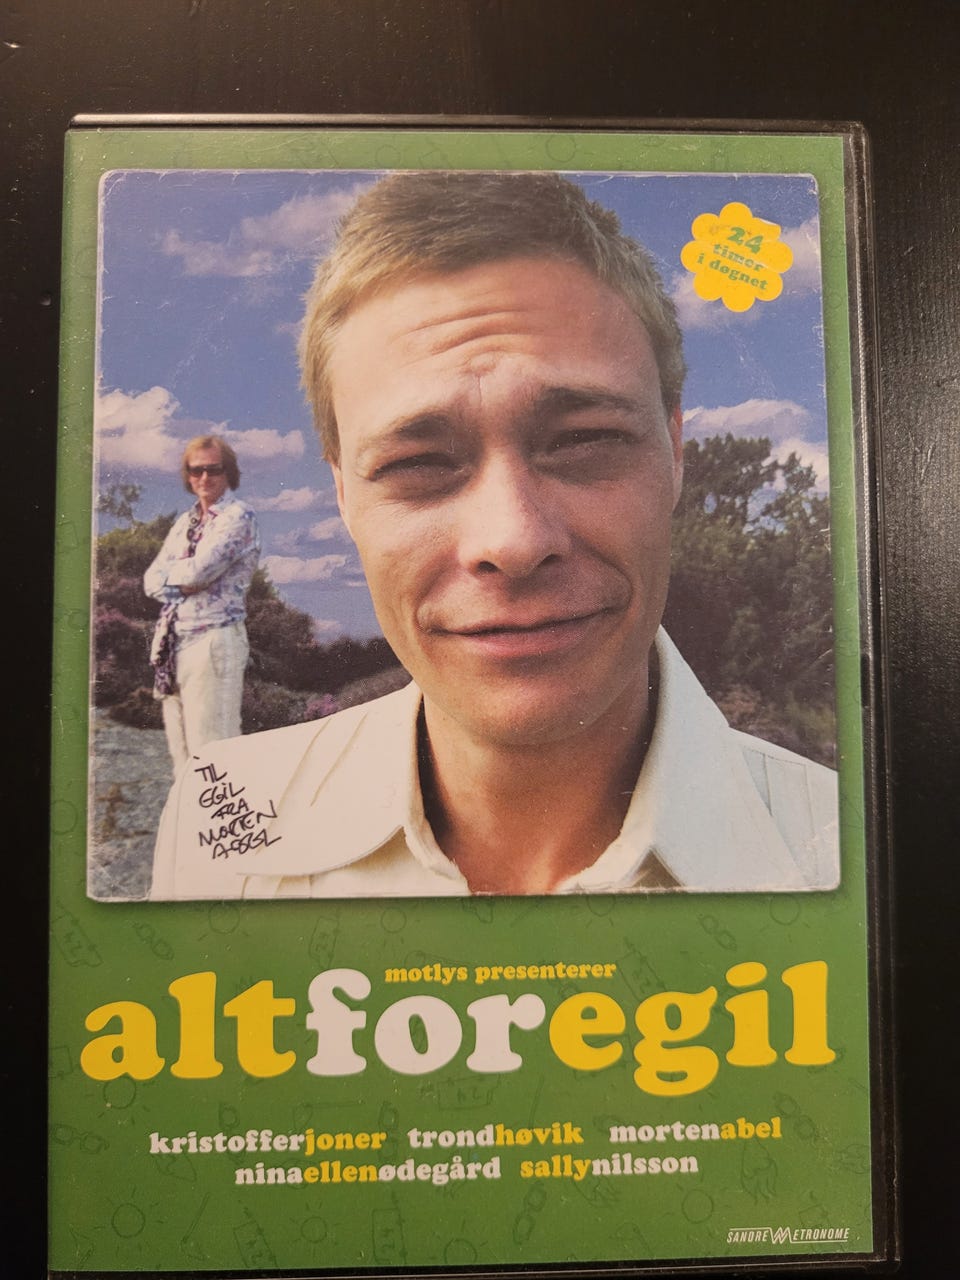 24
timer
i døgnet
TIL
EGIL
FRA
MORTEN
ABEL
motlys presenterer
altforegil
kristofferjoner trondhøvik mortenabel
ninaellenødegård sallynilsson
SANDREW METRONOME